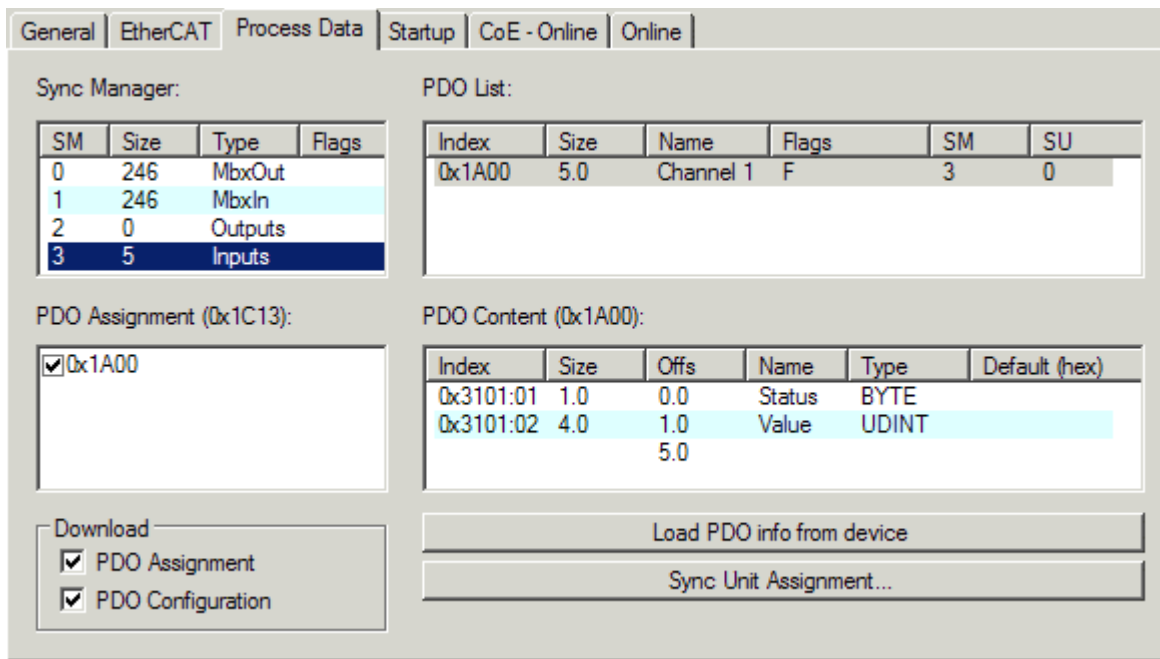 General EtherCAT Process Data Startup CoE - Online Online
Sync Manager:
SM Size Type Flags
0 246 MbxOut
1 246 MbxIn
2 0 Outputs
3 5 Inputs
PDO List:
Index Size Name Flags SM SU
0x1A00 5.0 Channel 1 F 3 0
PDO Assignment (0x1C13):
0x1A00
PDO Content (0x1A00):
Index Size Offs Name Type Default (hex)
0x3101:01 1.0 0.0 Status BYTE
0x3101:02 4.0 1.0 Value UDINT
5.0
Download
PDO Assignment
PDO Configuration
Load PDO info from device
Sync Unit Assignment...